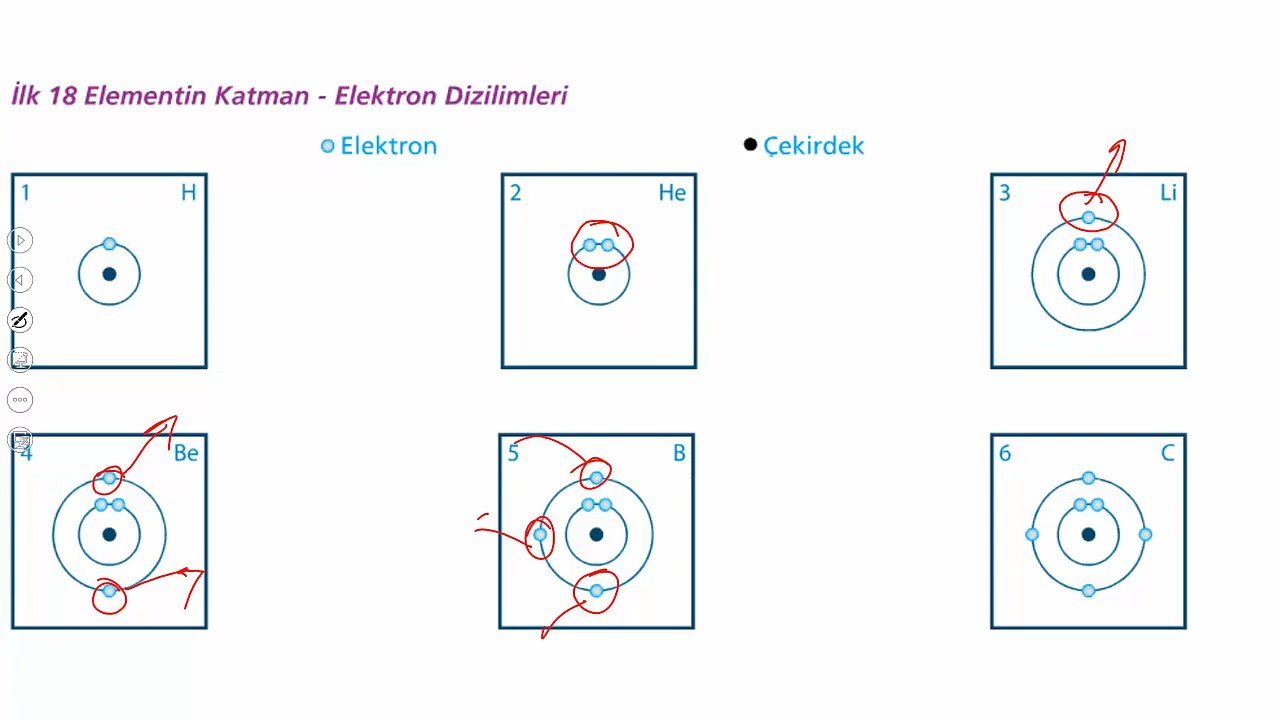 İlk 18 Elementin Katman - Elektron Dizilimleri
Elektron
Çekirdek
1 H
2 He
3 Li
4 Be
5 B
6 C